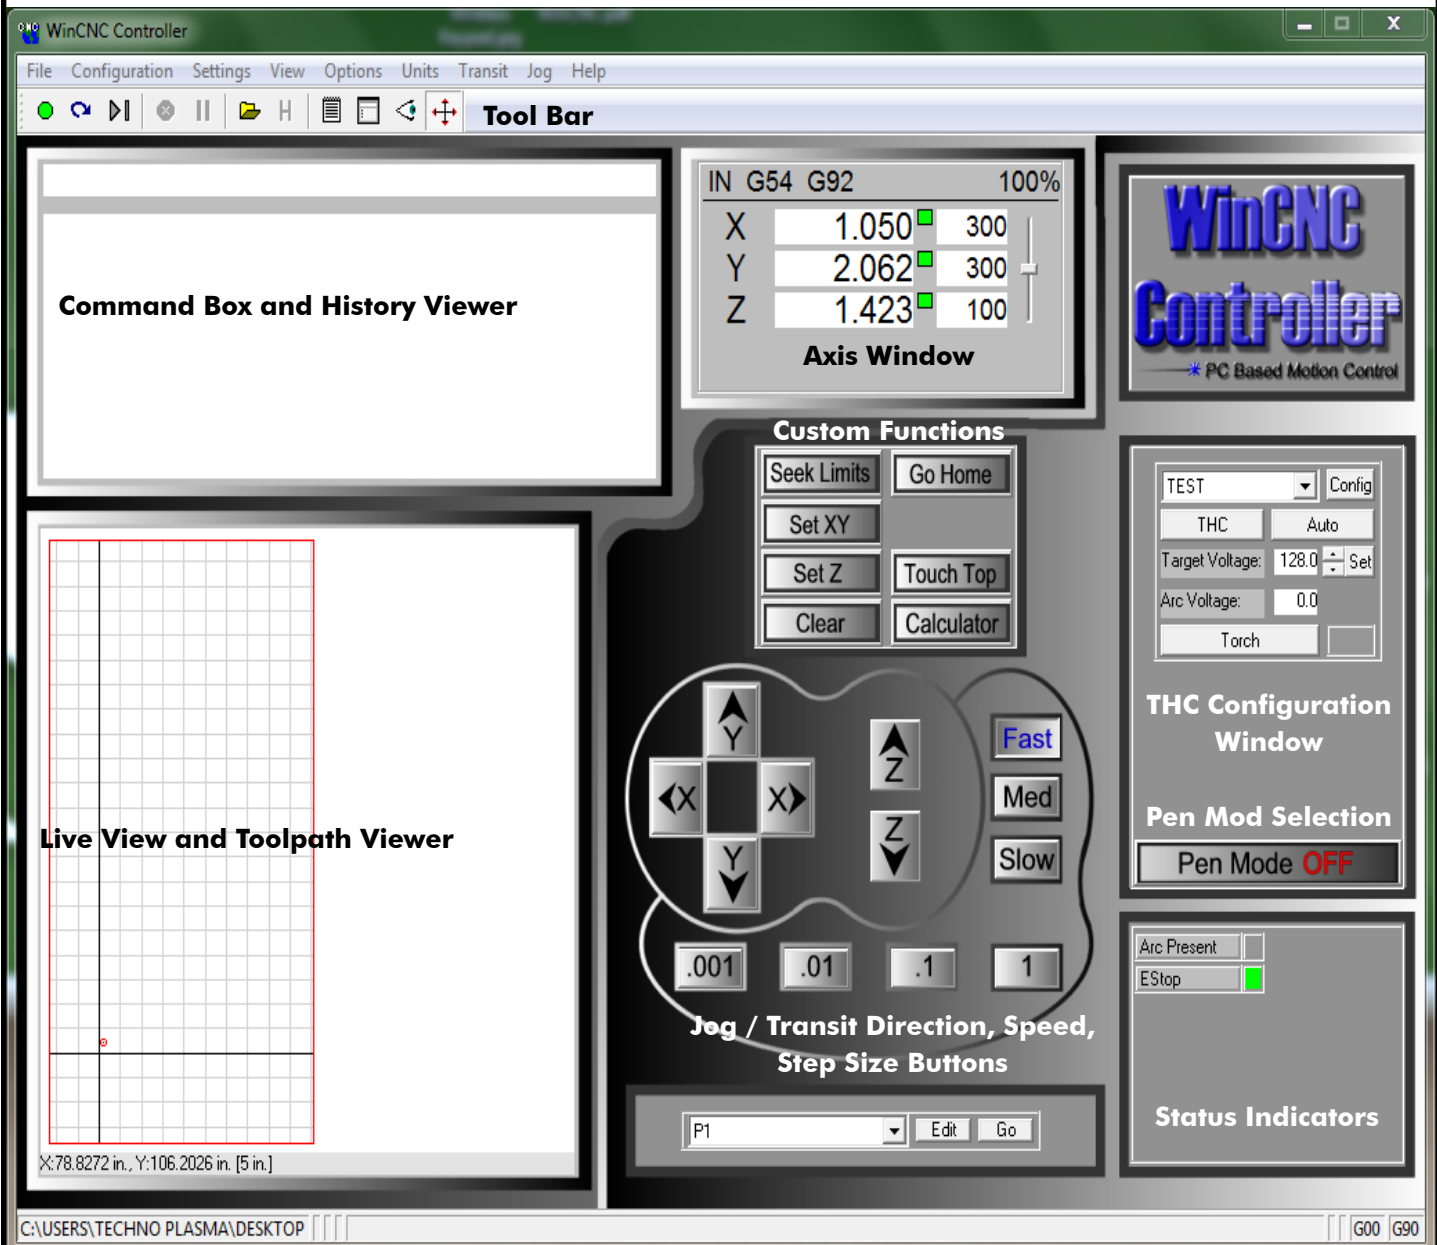 WinCNC Controller
File Configuration Settings View Options Units Transit Jog Help
H
Tool Bar
Command Box and History Viewer
IN G54 G92 100%
X 1.050 300
Y 2.062 300
Z 1.423 100
Axis Window
WinCNC
Controller
PC Based Motion Control
Custom Functions
Seek Limits Go Home
Set XY
Set Z Touch Top
Clear Calculator
TEST Config
THC Auto
Target Voltage: 128.0 Set
Arc Voltage: 0.0
Torch
THC Configuration
Window
Pen Mod Selection
Pen Mode OFF
Live View and Toolpath Viewer
X:78.8272 in., Y:106.2026 in. [5 in.]
Y
X X
Y
Z
Z
Fast
Med
Slow
.001 .01 .1 1
Jog / Transit Direction, Speed,
Step Size Buttons
P1 Edit Go
Arc Present
EStop
Status Indicators
C:\USERS\TECHNO PLASMA\DESKTOP G00 G90